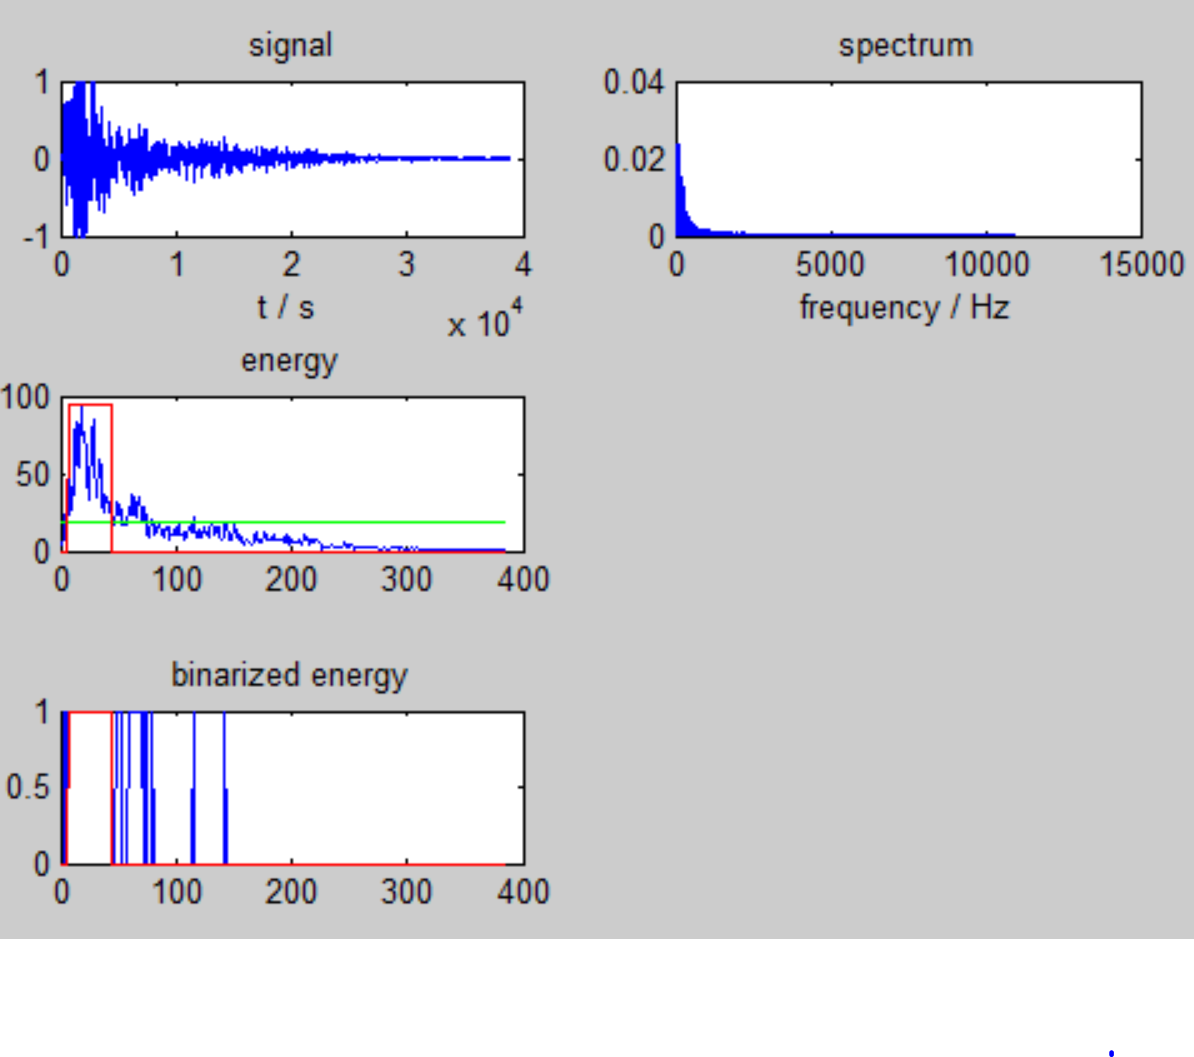 signal
1
0
-1
0 1 2 3 4
t / s
x 10^4
spectrum
0.04
0.02
0
0 5000 10000 15000
frequency / Hz
energy
100
50
0
0 100 200 300 400
binarized energy
1
0.5
0
0 100 200 300 400